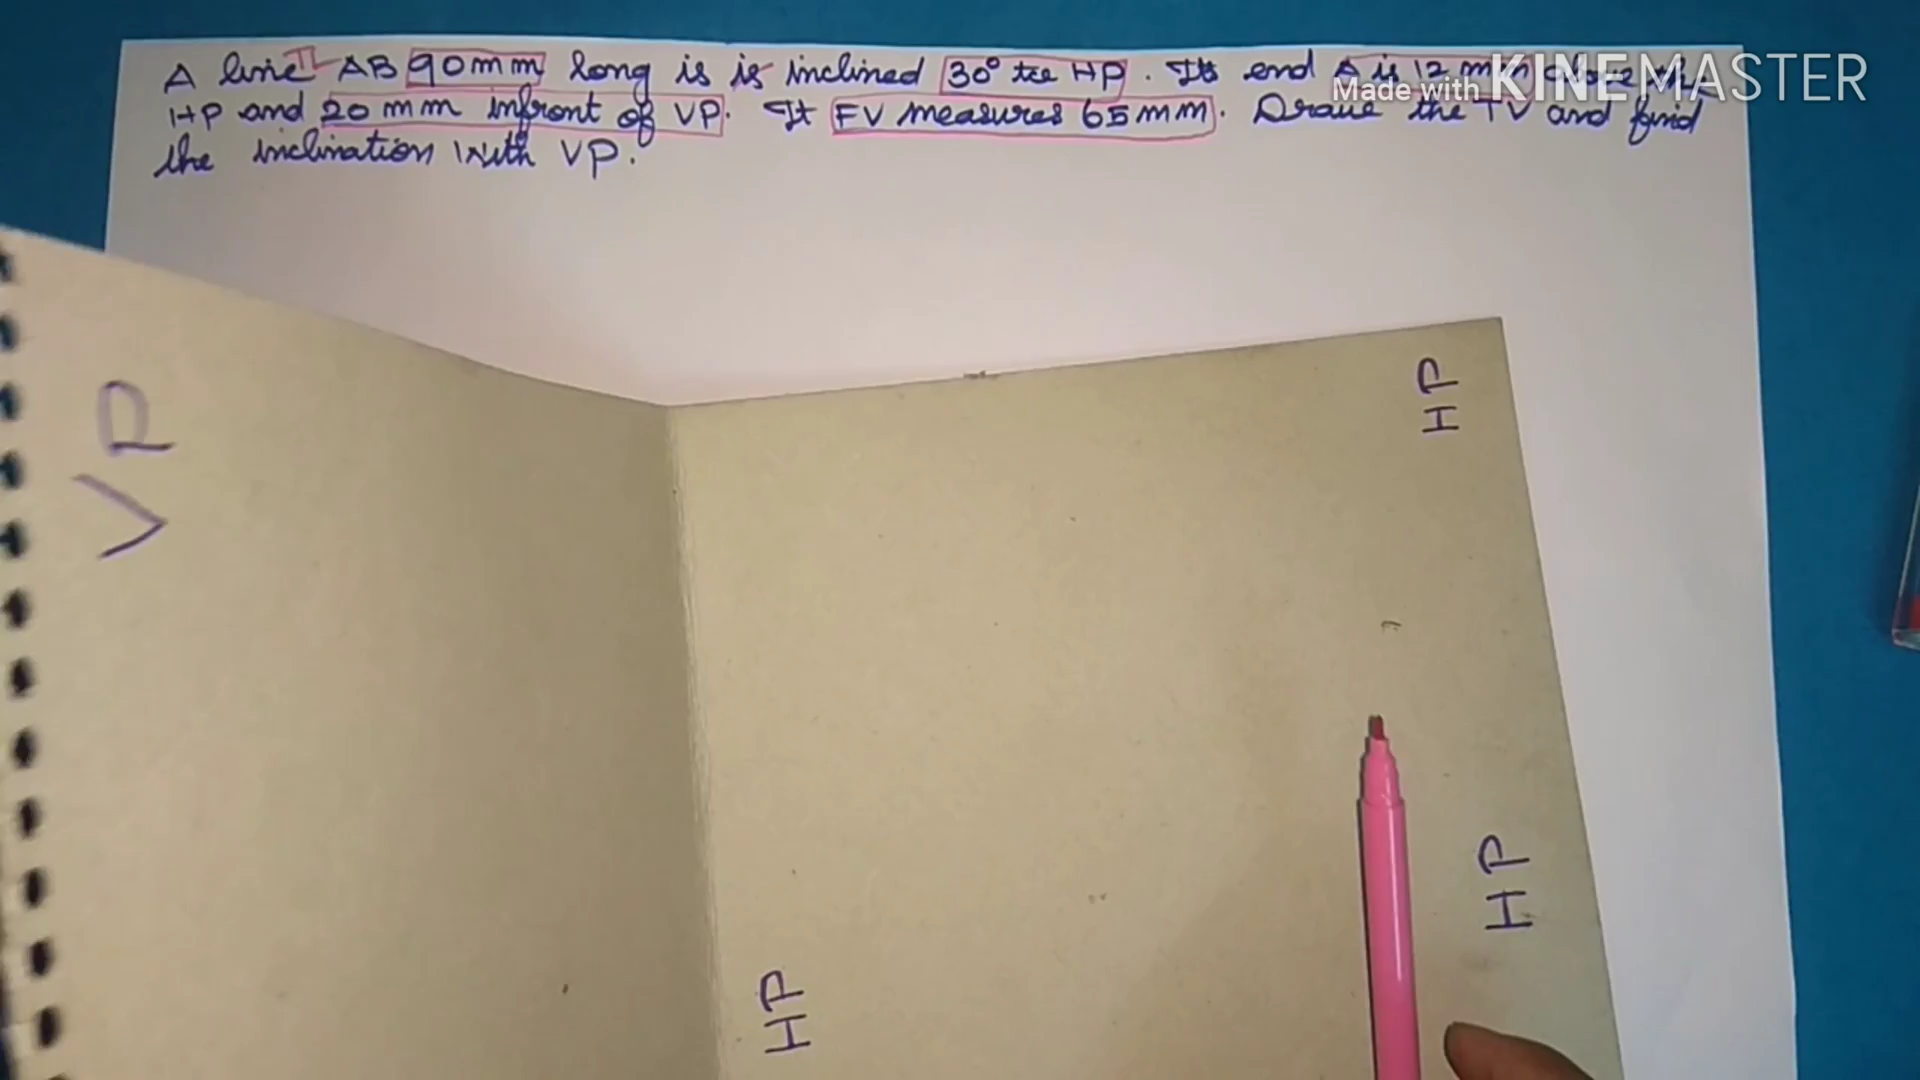 A line AB 90mm long is is inclined 30° to HP. Its end A is 12 mm above
HP and 20 mm infront of VP. It FV measures 65mm. Draw the TV and find
the inclination with VP.
Made with KINEMASTER
VP
HP
HP
HP